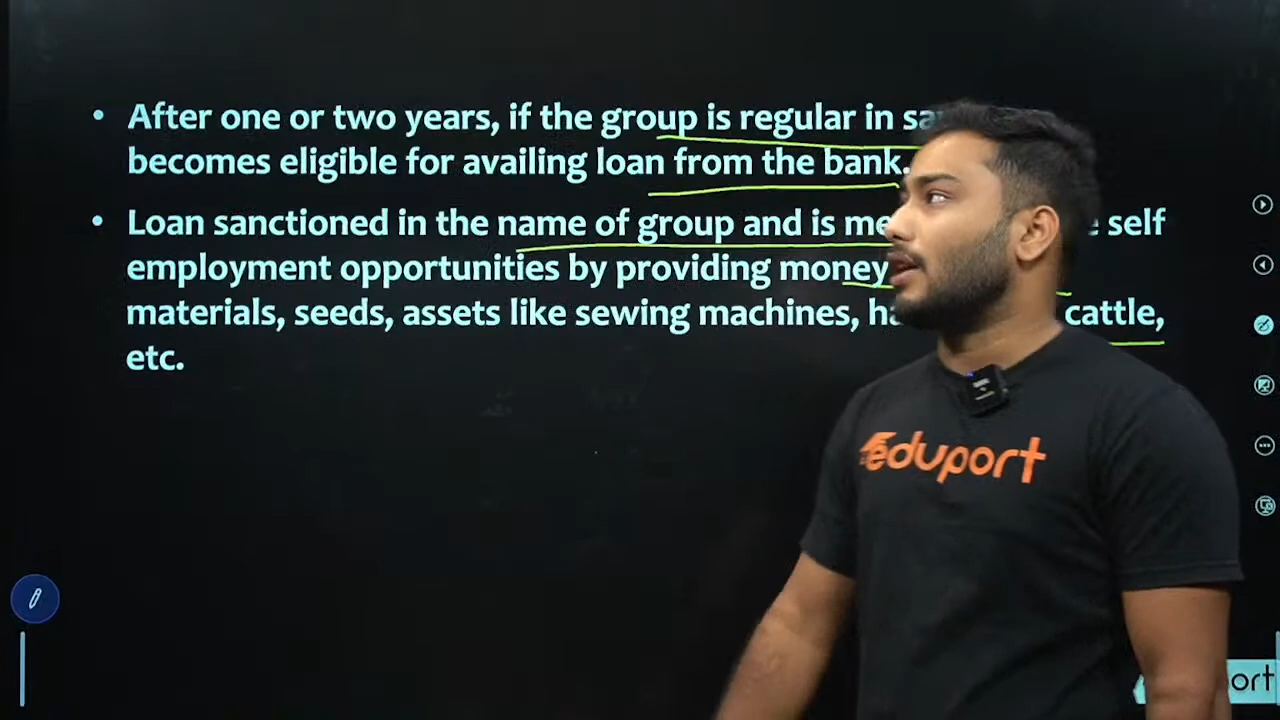 • After one or two years, if the group is regular in
becomes eligible for availing loan from the bank.
• Loan sanctioned in the name of group and is self
employment opportunities by providing money
materials, seeds, assets like sewing machines, cattle,
etc.
eduport
ort